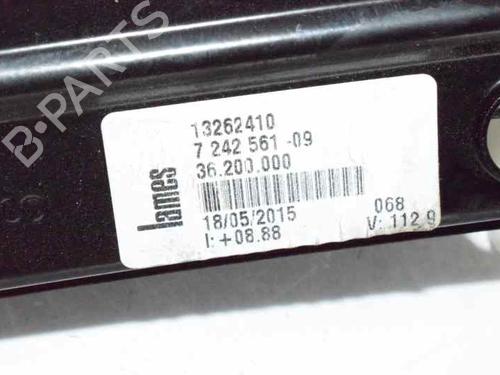 B-PARTS
13262410
7 242 561 -09
36.200.000
lames
18/05/2015 068
I: +08.88 V: 112.9